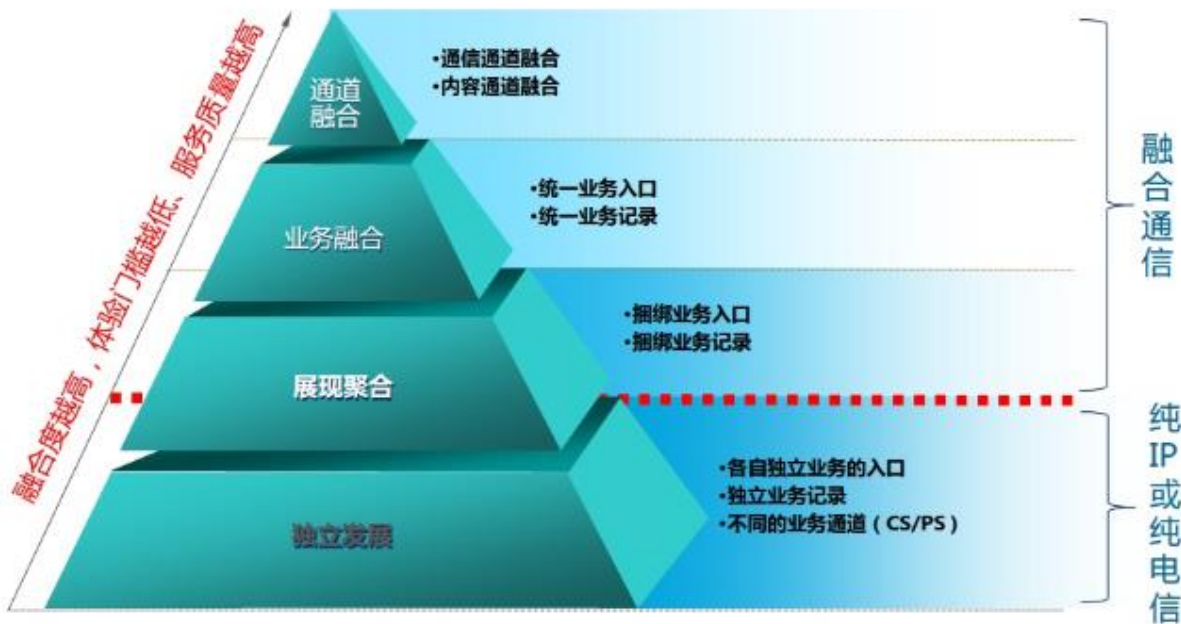 融合度越高，体验门槛越低、服务质量越高
通道
融合
•通信通道融合
•内容通道融合
业务融合
•统一业务入口
•统一业务记录
展现聚合
•捆绑业务入口
•捆绑业务记录
独立发展
•各自独立业务的入口
•独立业务记录
•不同的业务通道（CS/PS）
融合通信
纯IP或纯电信